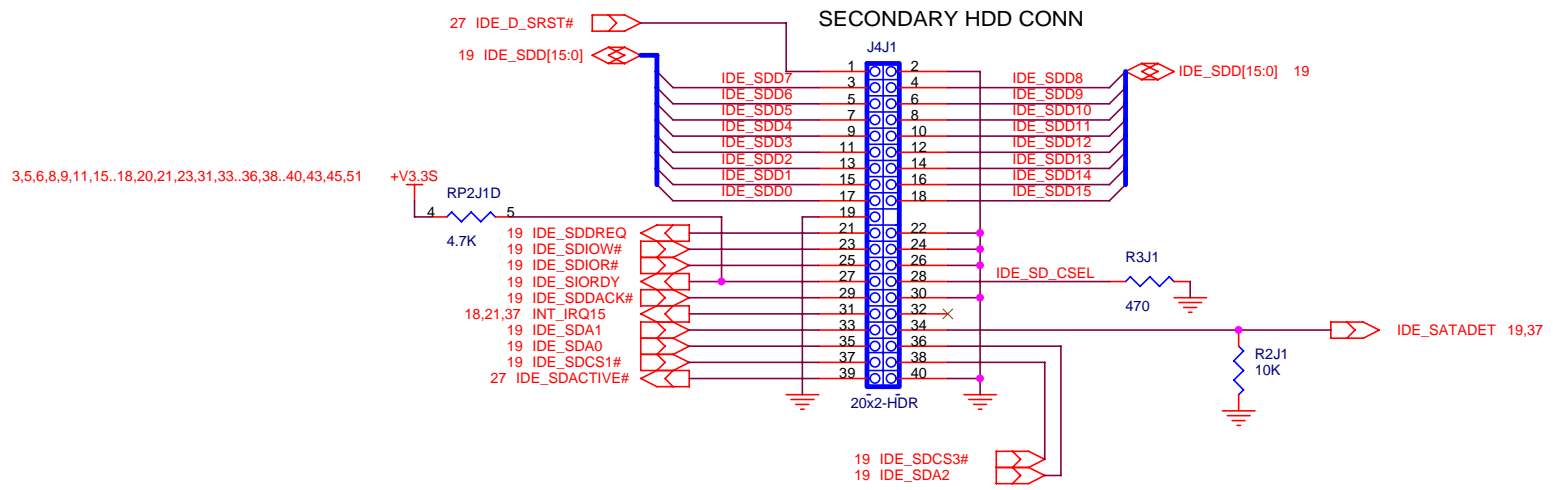 SECONDARY HDD CONN
27 IDE_D_SRST#
J4J1
19 IDE_SDD[15:0]
IDE_SDD[15:0] 19
1 2
IDE_SDD7 3 4 IDE_SDD8
IDE_SDD6 5 6 IDE_SDD9
IDE_SDD5 7 8 IDE_SDD10
IDE_SDD4 9 10 IDE_SDD11
IDE_SDD3 11 12 IDE_SDD12
IDE_SDD2 13 14 IDE_SDD13
IDE_SDD1 15 16 IDE_SDD14
IDE_SDD0 17 18 IDE_SDD15
3,5,6,8,9,11,15..18,20,21,23,31,33..36,38..40,43,45,51 +V3.3S
RP2J1D
4 5
4.7K
19
19 IDE_SDDREQ 21 22
19 IDE_SDIOW# 23 24
19 IDE_SDIOR# 25 26
19 IDE_SIORDY 27 28 IDE_SD_CSEL
R3J1
470
19 IDE_SDDACK# 29 30
18,21,37 INT_IRQ15 31 32
19 IDE_SDA1 33 34
IDE_SATADET 19,37
19 IDE_SDA0 35 36
19 IDE_SDCS1# 37 38
27 IDE_SDACTIVE# 39 40
R2J1
10K
20x2-HDR
19 IDE_SDCS3#
19 IDE_SDA2